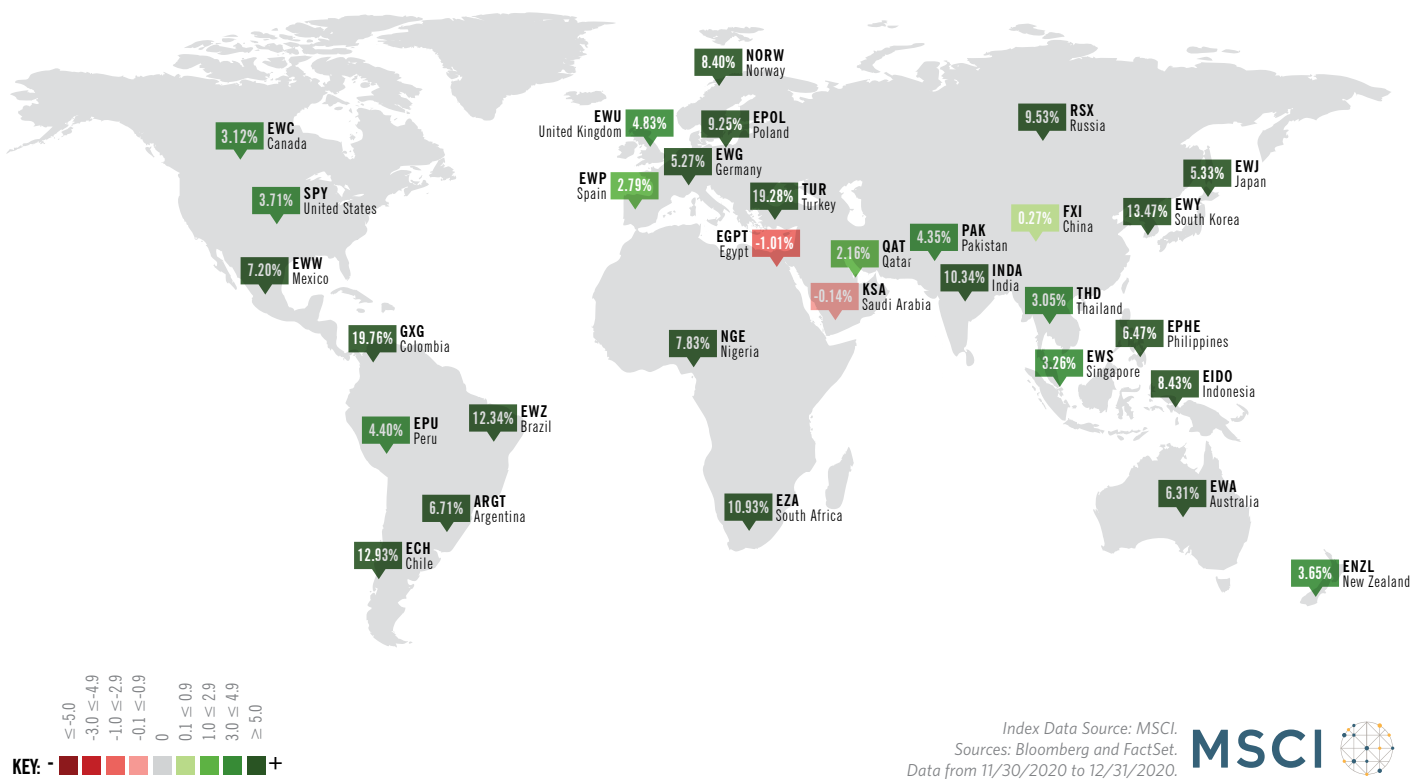 8.40%
NORW
Norway
EWU
United Kingdom
4.83%
9.25%
EPOL
Poland
9.53%
RSX
Russia
3.12%
EWC
Canada
5.27%
EWG
Germany
EWP
Spain
2.79%
19.28%
TUR
Turkey
5.33%
EWJ
Japan
3.71%
SPY
United States
0.27%
FXI
China
13.47%
EWY
South Korea
EGPT
Egypt
-1.01%
2.16%
QAT
Qatar
4.35%
PAK
Pakistan
7.20%
EWW
Mexico
-0.14%
KSA
Saudi Arabia
10.34%
INDA
India
3.05%
THD
Thailand
19.76%
GXG
Colombia
7.83%
NGE
Nigeria
6.47%
EPHE
Philippines
3.26%
EWS
Singapore
8.43%
EIDO
Indonesia
4.40%
EPU
Peru
12.34%
EWZ
Brazil
6.71%
ARGT
Argentina
10.93%
EZA
South Africa
6.31%
EWA
Australia
12.93%
ECH
Chile
3.65%
ENZL
New Zealand
≤ -5.0
-3.0 ≤-4.9
-1.0 ≤-2.9
-0.1 ≤-0.9
0
0.1 ≤ 0.9
1.0 ≤ 2.9
3.0 ≤ 4.9
≥ 5.0
KEY: - +
Index Data Source: MSCI.
Sources: Bloomberg and FactSet.
Data from 11/30/2020 to 12/31/2020.
MSCI